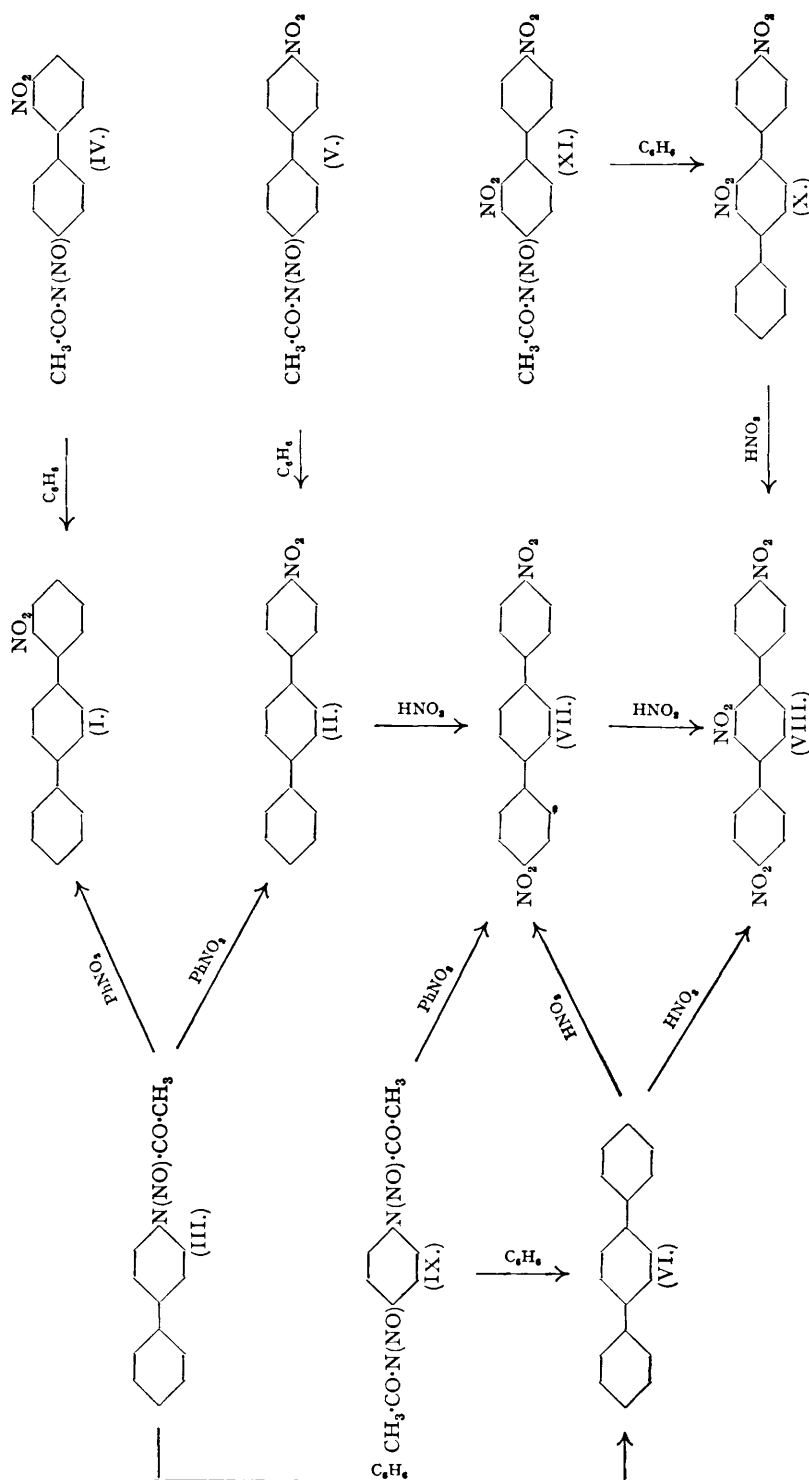 NO₂
NO₂
C₆H₆
CH₃·CO·N(NO)
PhNO₂
(I.)
(IV.)
N(NO)·CO·CH₃
(III.)
PhNO₂
NO₂
C₆H₆
CH₃·CO·N(NO)
NO₂
(II.)
(V.)
C₆H₆
CH₃·CO·N(NO)
N(NO)·CO·CH₃
(IX.)
PhNO₂
HNO₃
C₆H₆
NO₂
NO₂
(VII.)
CH₃·CO·N(NO)
NO₂
NO₂
(XI.)
HNO₃
HNO₃
C₆H₆
(VI.)
HNO₃
NO₂
NO₂
NO₂
(VIII.)
HNO₃
NO₂
NO₂
(X.)